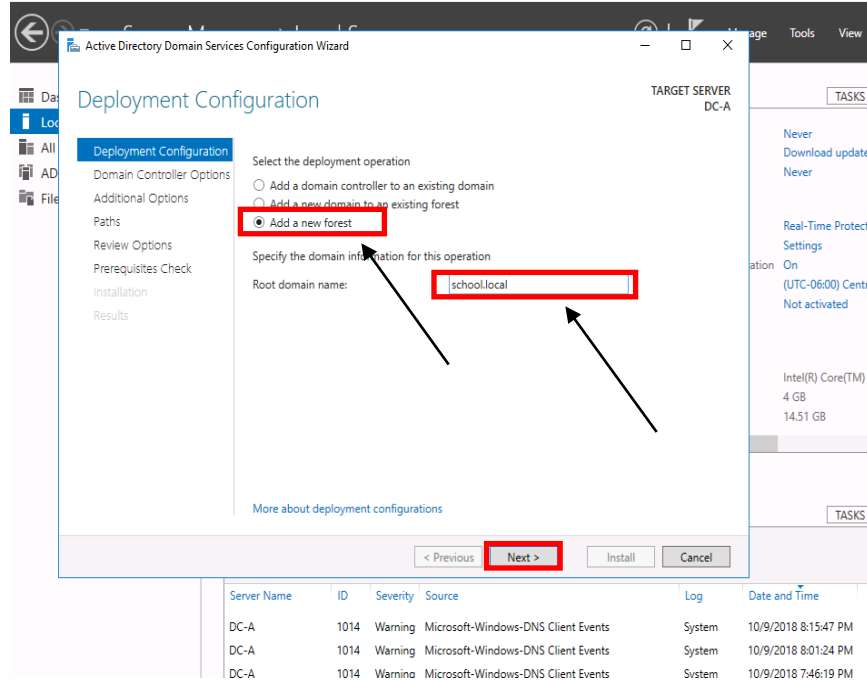 Manage Tools View
Active Directory Domain Services Configuration Wizard
Deployment Configuration
TARGET SERVER
DC-A
Deployment Configuration
Domain Controller Options
Additional Options
Paths
Review Options
Prerequisites Check
Installation
Results
Select the deployment operation
Add a domain controller to an existing domain
Add a new domain to an existing forest
Add a new forest
Specify the domain information for this operation
Root domain name: school.local
More about deployment configurations
< Previous Next > Install Cancel
Das
Loc
All
AD
File
TASKS
Never
Download update
Never
Real-Time Protect
Settings
ation On
(UTC-06:00) Centr
Not activated
Intel(R) Core(TM)
4 GB
14.51 GB
TASKS
Server Name ID Severity Source Log Date and Time
DC-A 1014 Warning Microsoft-Windows-DNS Client Events System 10/9/2018 8:15:47 PM
DC-A 1014 Warning Microsoft-Windows-DNS Client Events System 10/9/2018 8:01:24 PM
DC-A 1014 Warning Microsoft-Windows-DNS Client Events System 10/9/2018 7:46:19 PM